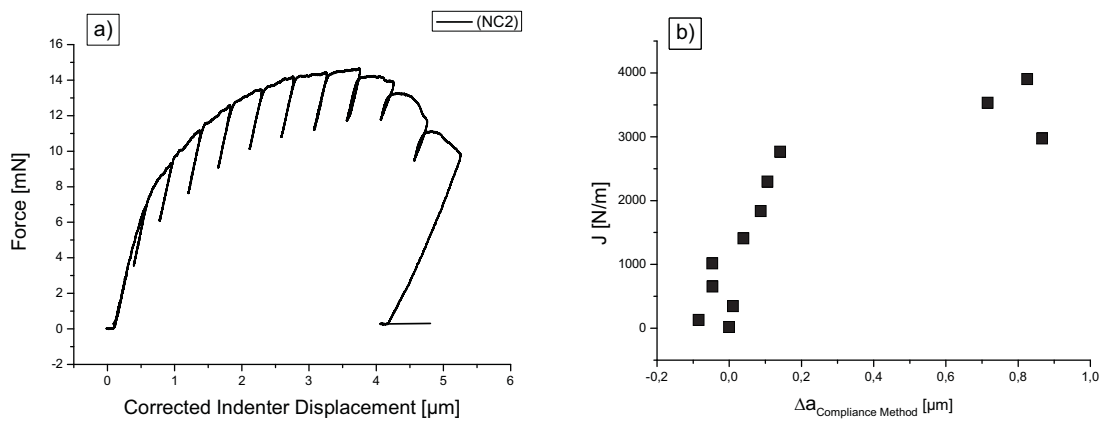 a)
(NC2)
16
14
12
10
8
6
4
2
0
-2
Force [mN]
0 1 2 3 4 5 6
Corrected Indenter Displacement [µm]
b)
4000
3000
2000
1000
0
J [N/m]
-0,2 0,0 0,2 0,4 0,6 0,8 1,0
Δa Compliance Method [µm]